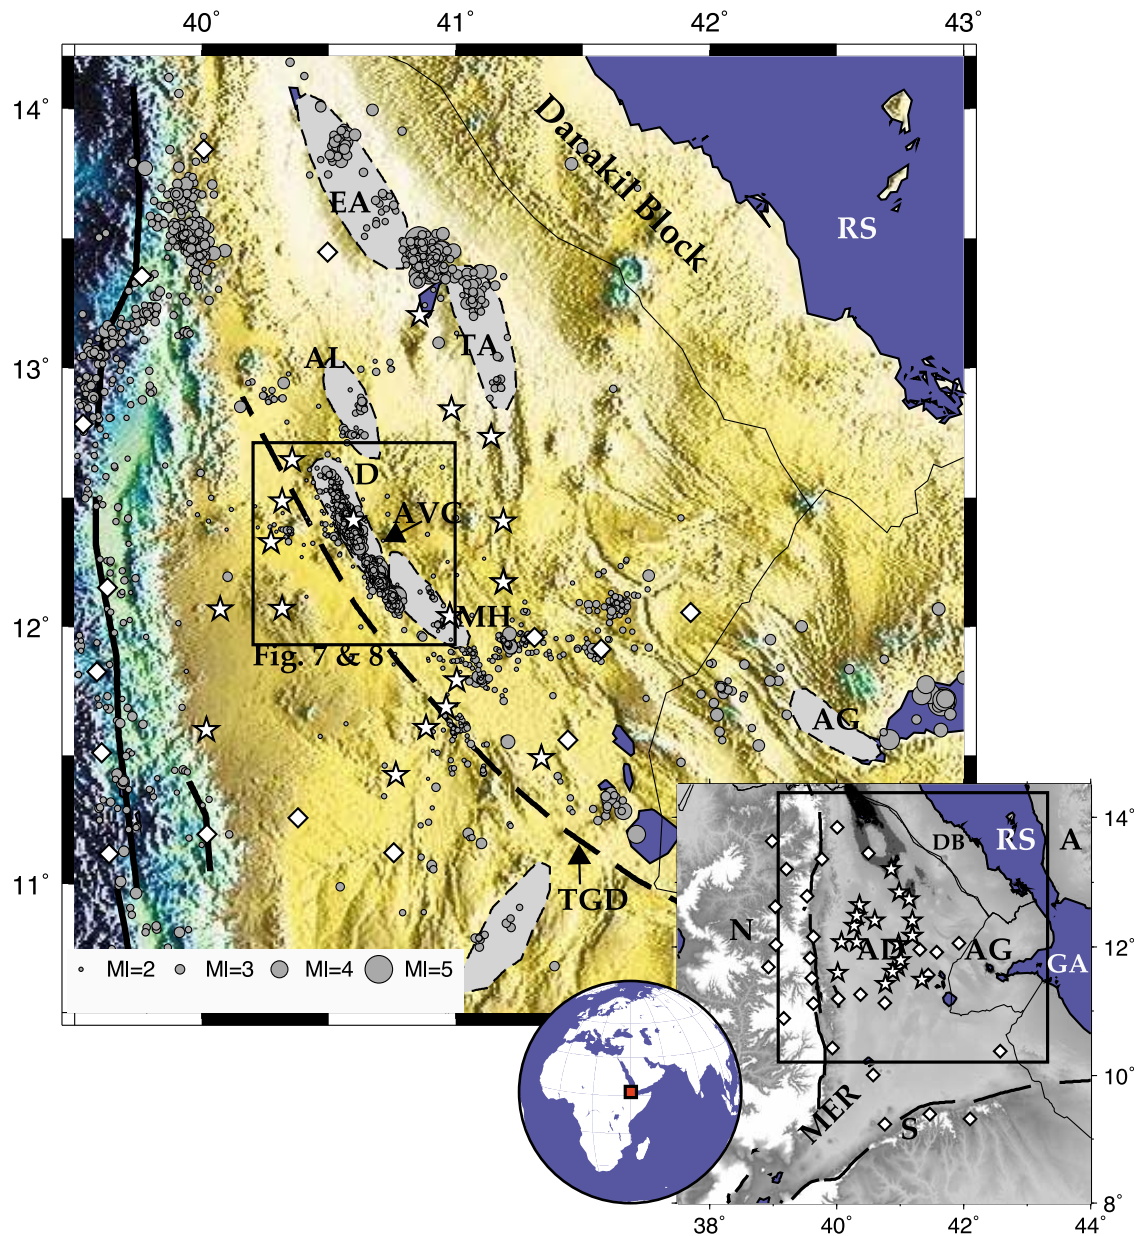 40° 41° 42° 43°
14°
13°
12°
11°
Danakil Block
RS
EA
TA
AL
D
AVC
MH
Fig. 7 & 8
AG
TGD
Ml=2 Ml=3 Ml=4 Ml=5
DB RS A
N AD AG GA
MER S
14°
12°
10°
8°
38° 40° 42° 44°